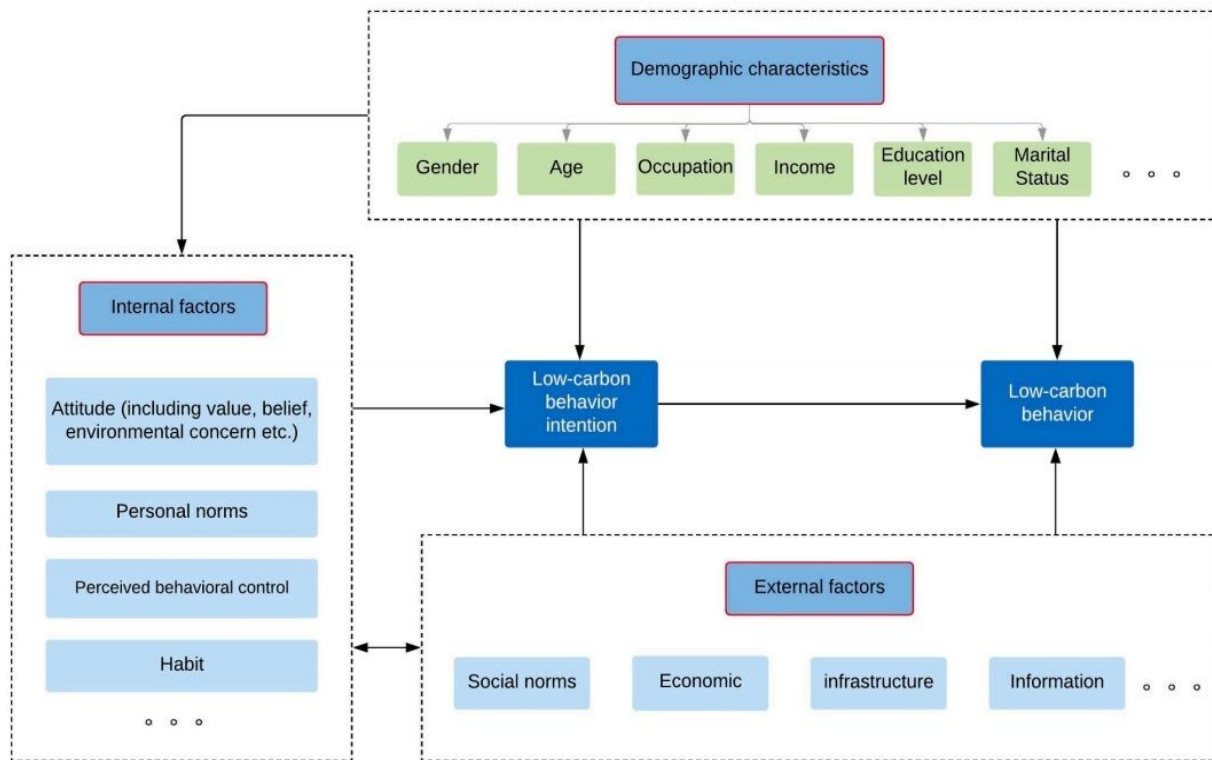 Demographic characteristics
Gender
Age
Occupation
Income
Education
level
Marital
Status
Internal factors
Attitude (including value, belief,
environmental concern etc.)
Personal norms
Perceived behavioral control
Habit
Low-carbon
behavior
intention
Low-carbon
behavior
External factors
Social norms
Economic
infrastructure
Information